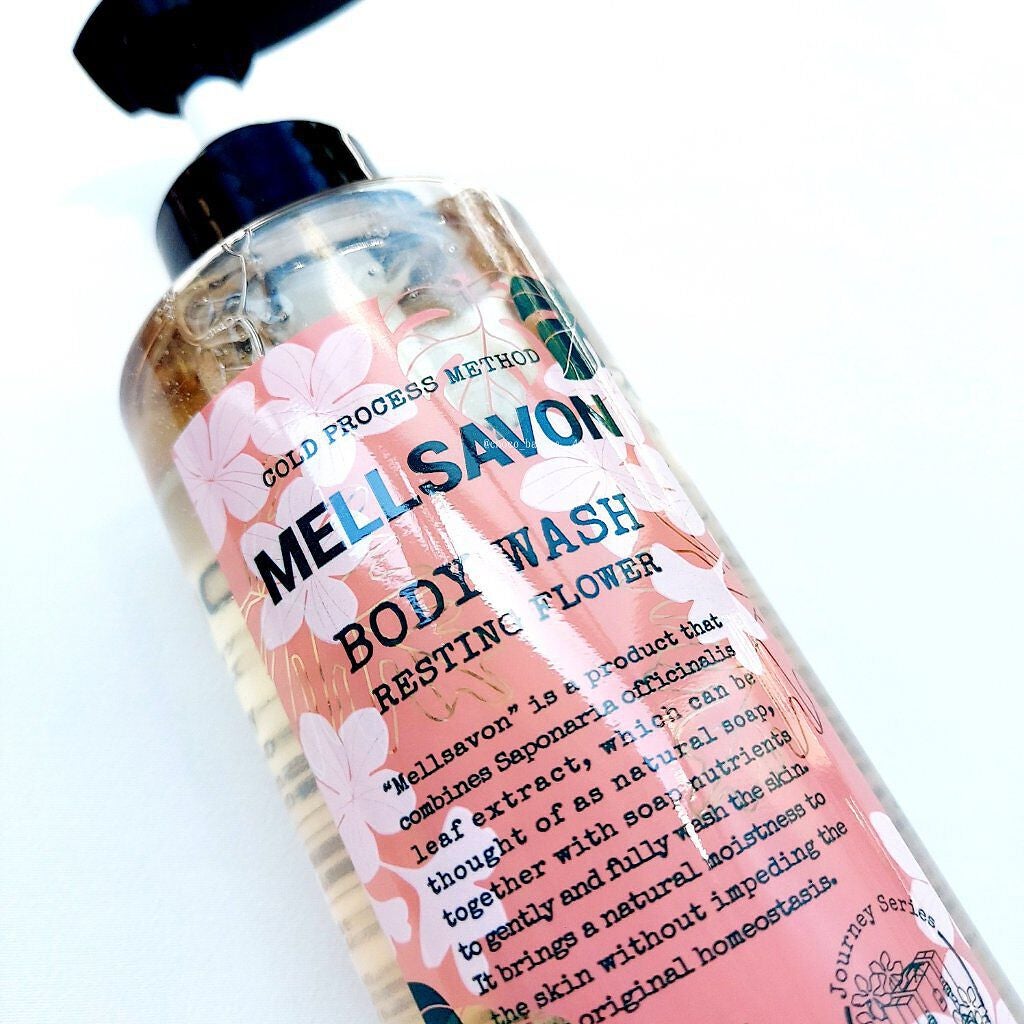 COLD PROCESS METHOD
MELLSAVON
BODY WASH
RESTING FLOWER
“Mellsavon” is a product that
combines Saponaria officinalis
leaf extract, which can be
thought of as natural soap,
together with soap nutrients
to gently and fully wash the skin.
It brings a natural moistness to
the skin without impeding the
original homeostasis.
Journey Series